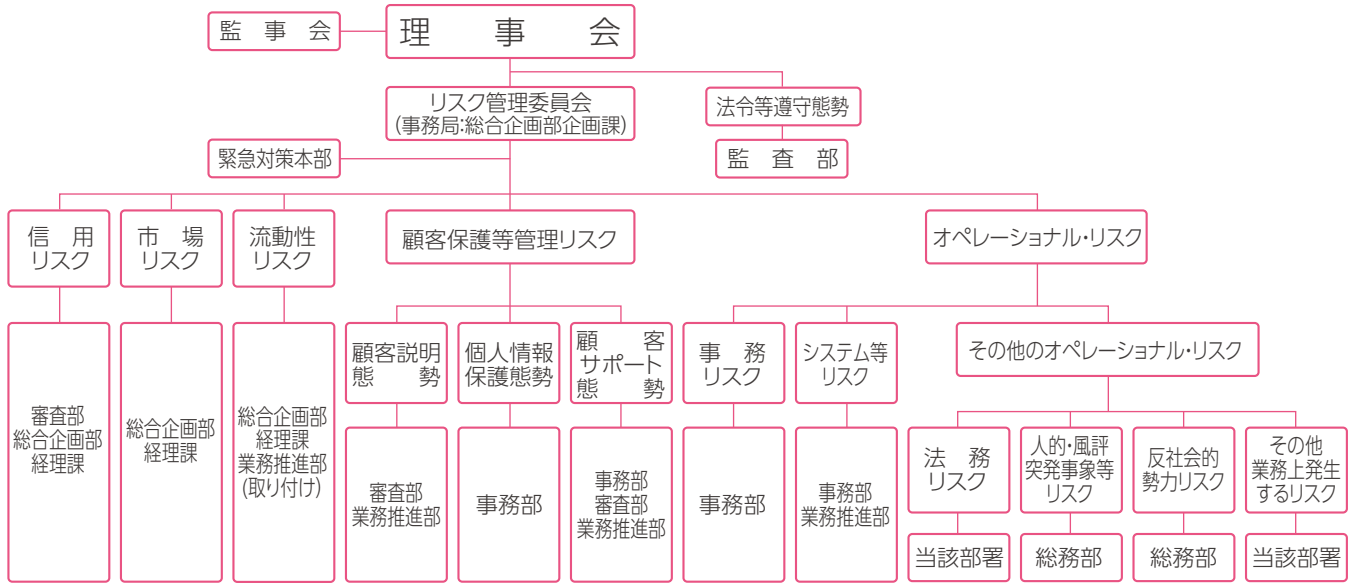 監事会
理事会
リスク管理委員会
(事務局:総合企画部企画課)
法令等遵守態勢
緊急対策本部
監査部
信用
リスク
市場
リスク
流動性
リスク
顧客保護等管理リスク
オペレーショナル・リスク
審査部
総合企画部
経理課
総合企画部
経理課
総合企画部
経理課
業務推進部
(取り付け)
顧客説明
態勢
個人情報
保護態勢
顧客
サポート
態勢
事務
リスク
システム等
リスク
その他のオペレーショナル・リスク
審査部
業務推進部
事務部
事務部
審査部
業務推進部
事務部
事務部
業務推進部
法務
リスク
人的・風評
突発事象等
リスク
反社会的
勢力リスク
その他
業務上発生
するリスク
当該部署
総務部
総務部
当該部署